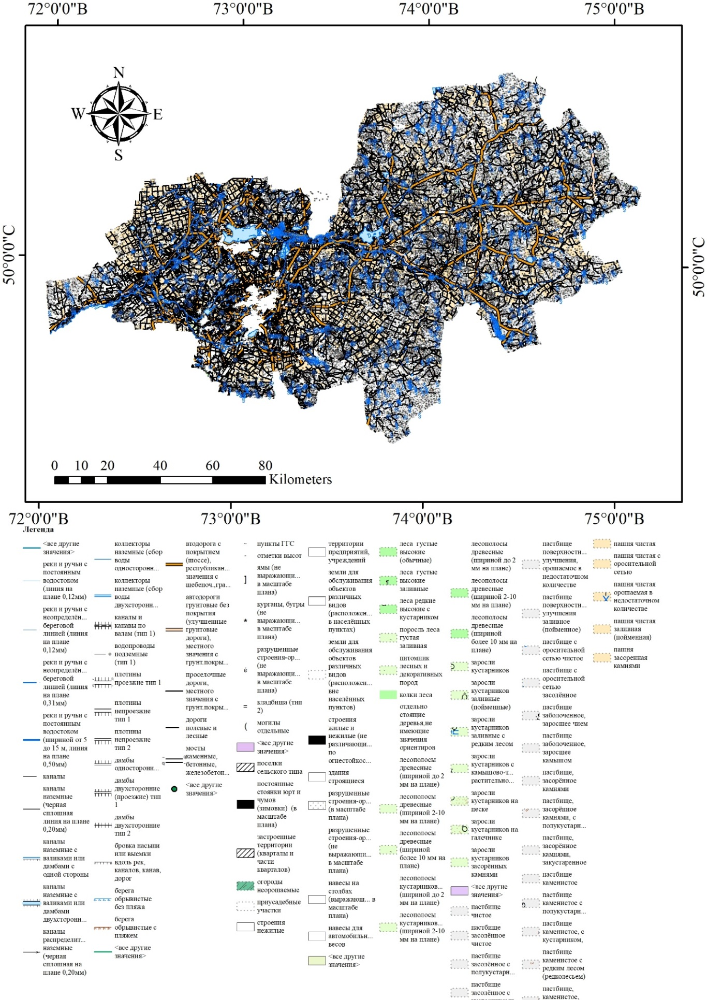 72°0'0"В
73°0'0"В
74°0'0"В
75°0'0"В
N
W
E
S
50°0'0"С
50°0'0"С
0
10
20
40
60
80
Kilometers
72°0'0"В
73°0'0"В
74°0'0"В
75°0'0"В
Легенда
<все другие
значения>
реки и ручьи с
постоянным
водостоком
(линия на
плане 0,12мм)
реки и ручьи с
неопределён...
береговой
линией (линия
на плане
0,12мм)
реки и ручьи с
неопределён...
береговой
линией (линия
на плане
0,31мм)
реки и ручьи с
постоянным
водостоком
(шириной от 5
до 15 м, линия
на плане
0,50мм)
каналы
каналы
наземные
(черная
сплошная
линия на плане
0,20мм)
каналы
наземные с
валиками или
дамбами с
одной стороны
каналы
наземные с
валиками или
дамбами
двухсторонн...
каналы
распределит...
наземные
(черная
сплошная на
плане 0,20мм)
коллекторы
наземные (сбор
воды
односторонн...
коллекторы
наземные (сбор
воды
двухсторонн...
каналы и
канавы по
валам (тип 1)
водопроводы
подземные
(тип 1)
плотины
проезжие тип 1
плотины
непроезжие
тип 1
плотины
непроезжие
тип 2
дамбы
односторонн...
дамбы
двухсторонние
(проезжие) тип
1
дамбы
двухсторонние
тип 2
бровка насыпи
или выемки
вдоль рек,
каналов, канав,
дорог
берега
обрывистые
без пляжа
берега
обрывистые с
пляжем
<все другие
значения>
втодорога с
покрытием
(шоссе),
республикан...
значения с
щебеноч.,гра...
автодороги
грунтовые без
покрытия
(улучшенные
грунтовые
дороги),
местного
значения с
грунт.покры...
проселочные
дороги,
местного
значения с
грунт.покры...
дороги
полевые и
лесные
мосты
каменные,
бетонные,
железобетон...
<все другие
значения>
пункты ГГС
отметки высот
ямы (не
выражающи...
в масштабе
плана)
курганы, бугры
(не
выражающи...
в масштабе
плана)
разрушенные
строения-ор...
(не
выражающи...
в масштабе
плана)
кладбища (тип
2)
могилы
отдельные
<все другие
значения>
поселки
сельского типа
постоянные
стоянки юрт и
чумов
(зимовки) (в
масштабе
плана)
застроенные
территории
(кварталы и
части
кварталов)
огороды
неорошаемые
приусадебные
участки
строения
нежилые
территории
предприятий,
учреждений
земли для
обслуживания
объектов
различных
видов
(расположен...
в населённых
пунктах)
земли для
обслуживания
объектов
различных
видов
(расположен...
вне
населённых
пунктов)
строения
жилые и
нежилые (не
различающи...
по
огнестойкос...
здания
строящиеся
разрушенные
строения-ор...
(в масштабе
плана)
разрушенные
строения-ор...
(не
выражающи...
в масштабе
плана)
навесы на
столбах
(выражающ... в
масштабе
плана)
навесы для
автомобильн...
весов
<все другие
значения>
леса густые
высокие
(обычные)
леса густые
высокие
заливные
леса редкие
высокие с
кустарником
поросль леса
густая
заливная
питомник
лесных и
декоративных
пород
колки леса
отдельно
стоящие
деревья,не
имеющие
значения
ориентиров
лесополосы
древесные
(шириной до 2
мм на плане)
лесополосы
древесные
(шириной 2-10
мм на плане)
лесополосы
древесные
(шириной
более 10 мм на
плане)
лесополосы
кустарников...
(шириной до 2
мм на плане)
лесополосы
кустарников...
(шириной 2-10
мм на плане)
лесополосы
древесные
(шириной до 2
мм на плане)
лесополосы
древесные
(шириной 2-10
мм на плане)
лесополосы
древесные
(шириной
более 10 мм на
плане)
заросли
кустарников
заросли
кустарников
заливные
(пойменные)
заросли
кустарников
заливные с
редким лесом
заросли
кустарников с
камышово-т...
растительно...
заросли
кустарников на
песке
заросли
кустарников на
галечнике
заросли
кустарников
засорённых
камнями
<все другие
значения>
пастбище
чистое
пастбище
засолённое
чистое
пастбище
засолённое с
полукустарн...
пастбище
засолённое с
пастбище
поверхностн...
улучшения,
орошаемое в
недостаточном
количестве
пастбище
поверхностн...
улучшения
заливное
(пойменное)
пастбище с
оросительной
сетью чистое
пастбище с
оросительной
сетью
засолённое
пастбище
заболоченное,
заросшее чием
пастбище
заболоченное,
заросшее
камышом
пастбище,
засорённое
камнями
пастбище,
засорённое
камнями, с
полукустарн...
пастбище,
засорённое
камнями,
закустаренное
пастбище
каменистое
пастбище
каменистое с
полукустарн...
пастбище
каменистое, с
кустарником,
пастбище
каменистое с
редким лесом
(редколесьем)
пастбище,
каменистое,
пашня чистая
пашня чистая с
оросительной
сетью
пашня чистая
орошаемая в
недостаточном
количестве
пашня чистая
заливная
(пойменная)
пашня
засоренная
камнями